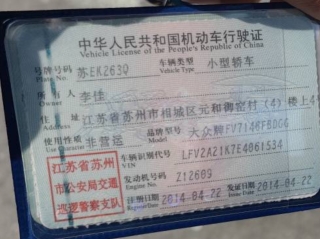 中华人民共和国机动车行驶证
Vehicle License of the People's Republic of China
号牌号码 苏EK263Q 车辆类型 小型轿车
Plate No. Vehicle Type
所有人 李佳
Owner
住址 江苏省苏州市相城区元和御窑村(4)楼上4
Address
使用性质 非营运 品牌型号 大众牌FV7146FBDGG
Use Character Model
车辆识别代号 LFV2A21K7E4061534
VIN
江苏省苏州
市公安局交通
巡逻警察支队
发动机号码 Z12689
Engine No.
注册日期 2014-04-22 发证日期 2014-04-22
Register Date Issue Date